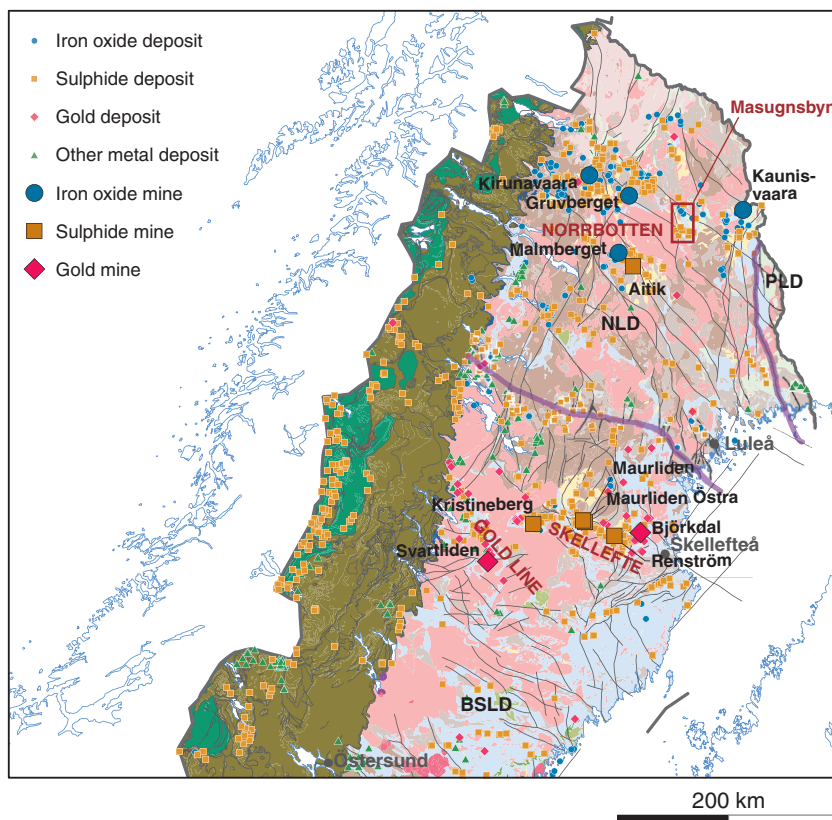 Iron oxide deposit
Sulphide deposit
Gold deposit
Other metal deposit
Iron oxide mine
Sulphide mine
Gold mine
Masugnsbyn
Kaunis-
vaara
Kirunavaara
Gruvberget
NORRBOTTEN
Malmberget
Aitik
PLD
NLD
Luleå
Maurliden
Maurliden Östra
Kristineberg
Björkdal
SKELLEFTE
Skellefteå
GOLD LINE
Svartliden
Renström
BSLD
Östersund
200 km